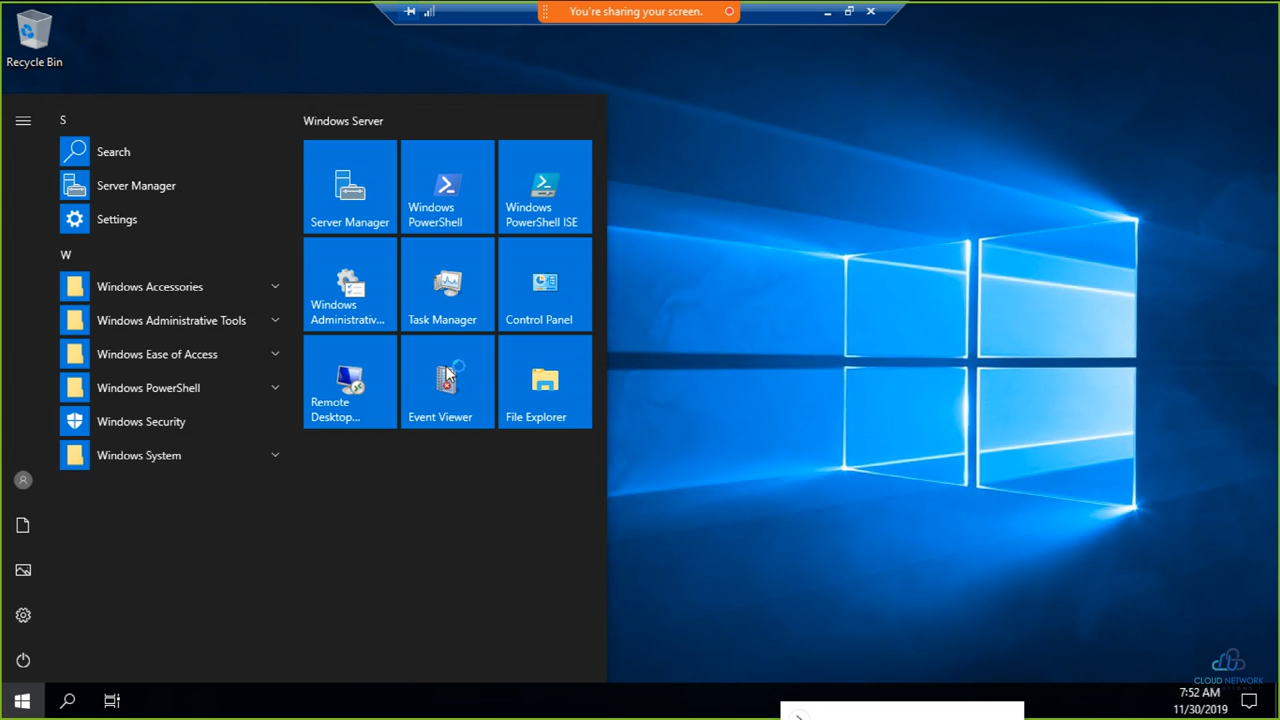 You're sharing your screen.
Recycle Bin
S
Search
Server Manager
Settings
W
Windows Accessories
Windows Administrative Tools
Windows Ease of Access
Windows PowerShell
Windows Security
Windows System
Windows Server
Server Manager
Windows
PowerShell
Windows
PowerShell ISE
Windows
Administrativ...
Task Manager
Control Panel
Remote
Desktop...
Event Viewer
File Explorer
CLOUD NETWORK
7:52 AM
11/30/2019